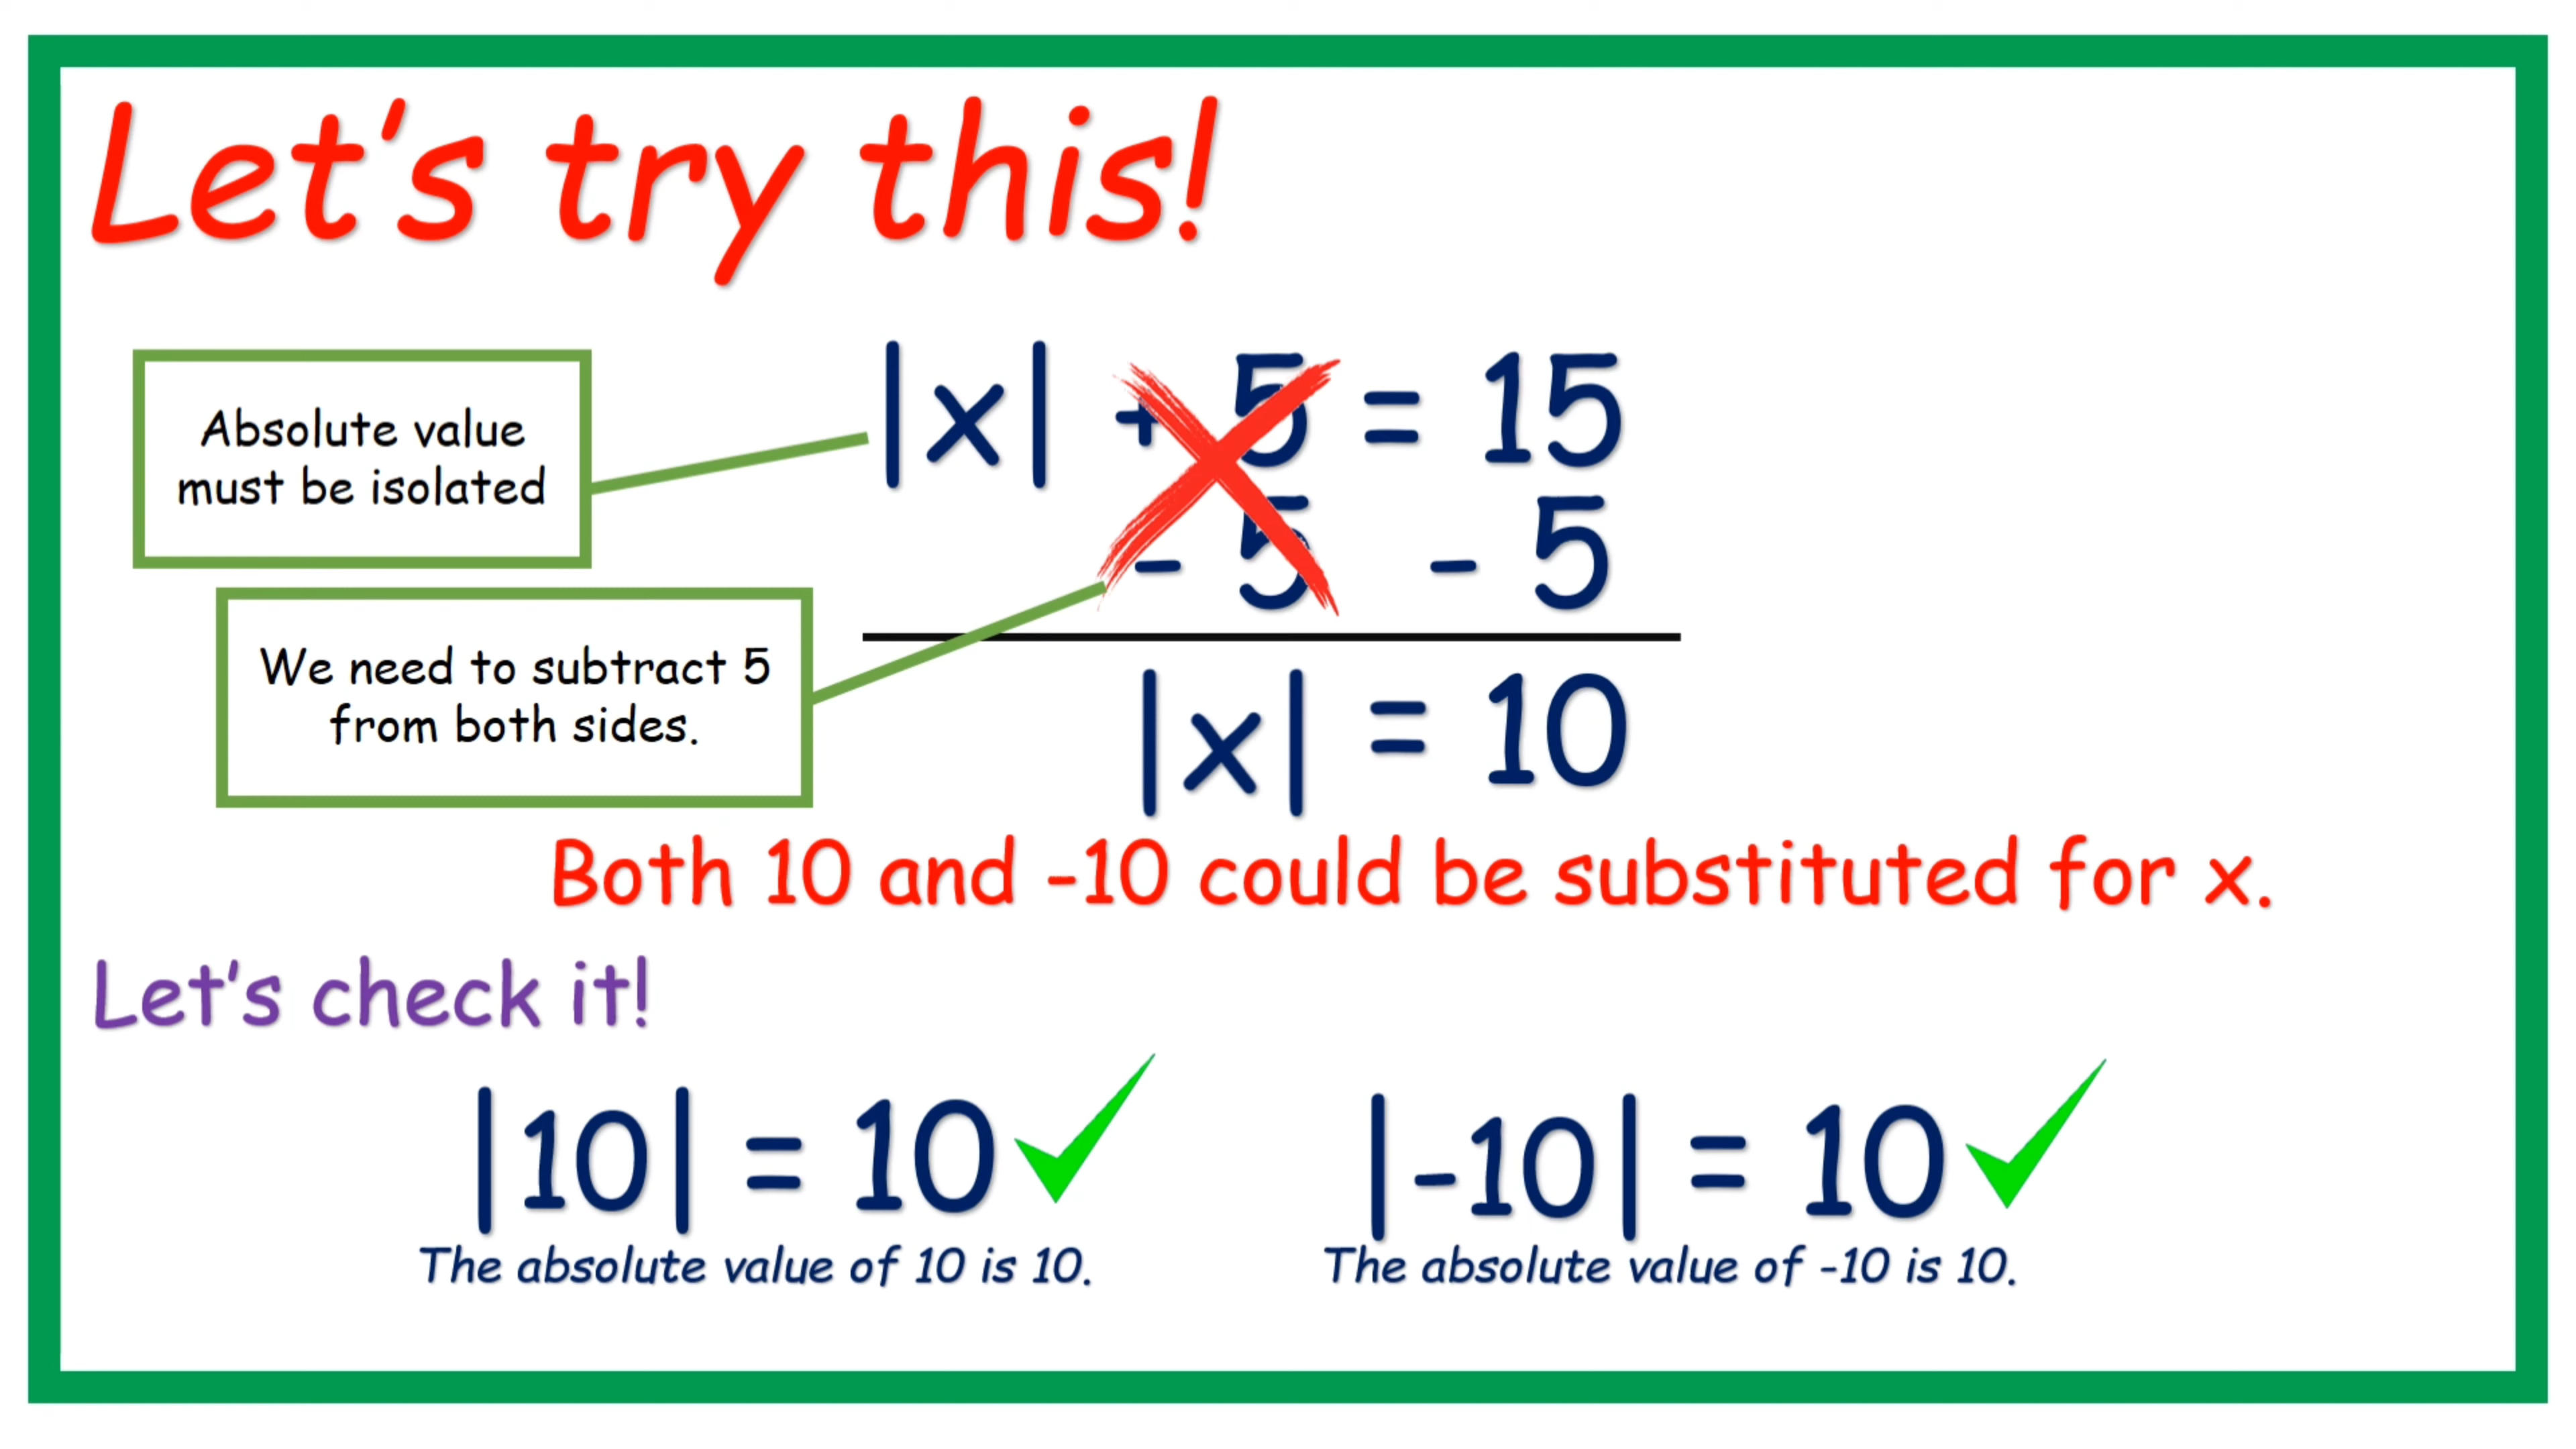 Let's try this!
|x| + 5 = 15
Absolute value
must be isolated
- 5 - 5
We need to subtract 5
from both sides.
|x| = 10
Both 10 and -10 could be substituted for x.
Let's check it!
|10| = 10 |-10| = 10
The absolute value of 10 is 10. The absolute value of -10 is 10.